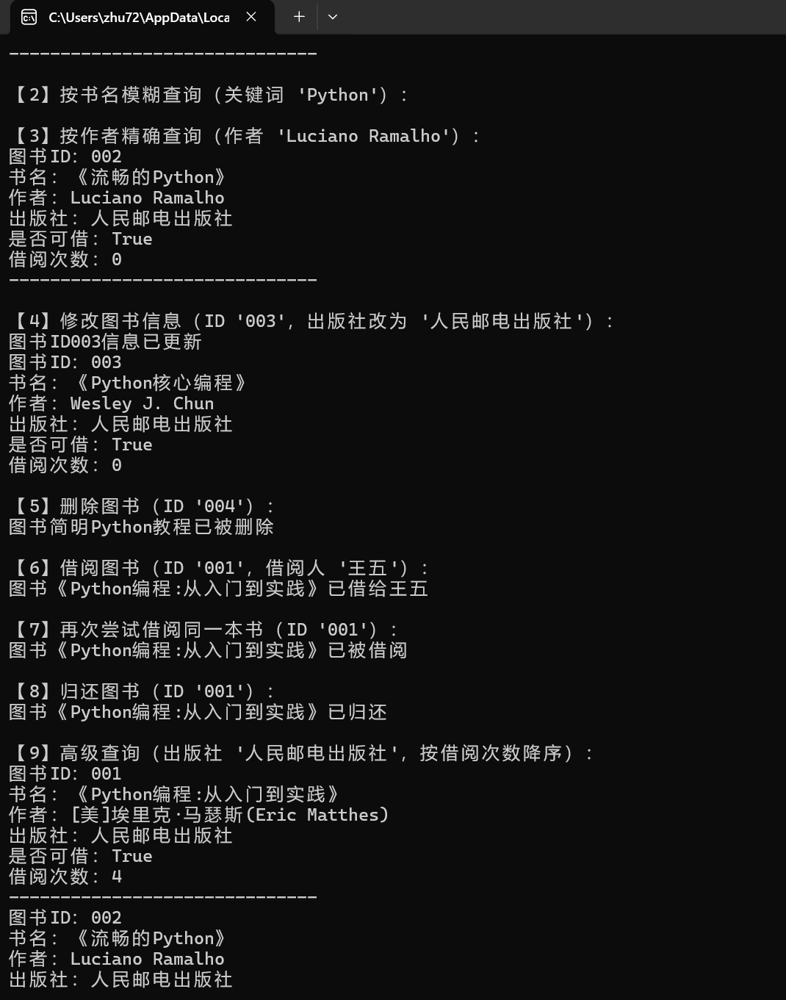 C:\Users\zhu72\AppData\Loca
------------------------------
【2】按书名模糊查询（关键词 'Python'）：
【3】按作者精确查询（作者 'Luciano Ramalho'）：
图书ID: 002
书名: 《流畅的Python》
作者: Luciano Ramalho
出版社: 人民邮电出版社
是否可借: True
借阅次数: 0
------------------------------
【4】修改图书信息（ID '003'，出版社改为 '人民邮电出版社'）：
图书ID003信息已更新
图书ID: 003
书名: 《Python核心编程》
作者: Wesley J. Chun
出版社: 人民邮电出版社
是否可借: True
借阅次数: 0
【5】删除图书（ID '004'）：
图书简明Python教程已被删除
【6】借阅图书（ID '001'，借阅人 '王五'）：
图书《Python编程:从入门到实践》已借给王五
【7】再次尝试借阅同一本书（ID '001'）：
图书《Python编程:从入门到实践》已被借阅
【8】归还图书（ID '001'）：
图书《Python编程:从入门到实践》已归还
【9】高级查询（出版社 '人民邮电出版社'，按借阅次数降序）：
图书ID: 001
书名: 《Python编程:从入门到实践》
作者: [美]埃里克·马瑟斯(Eric Matthes)
出版社: 人民邮电出版社
是否可借: True
借阅次数: 4
------------------------------
图书ID: 002
书名: 《流畅的Python》
作者: Luciano Ramalho
出版社: 人民邮电出版社